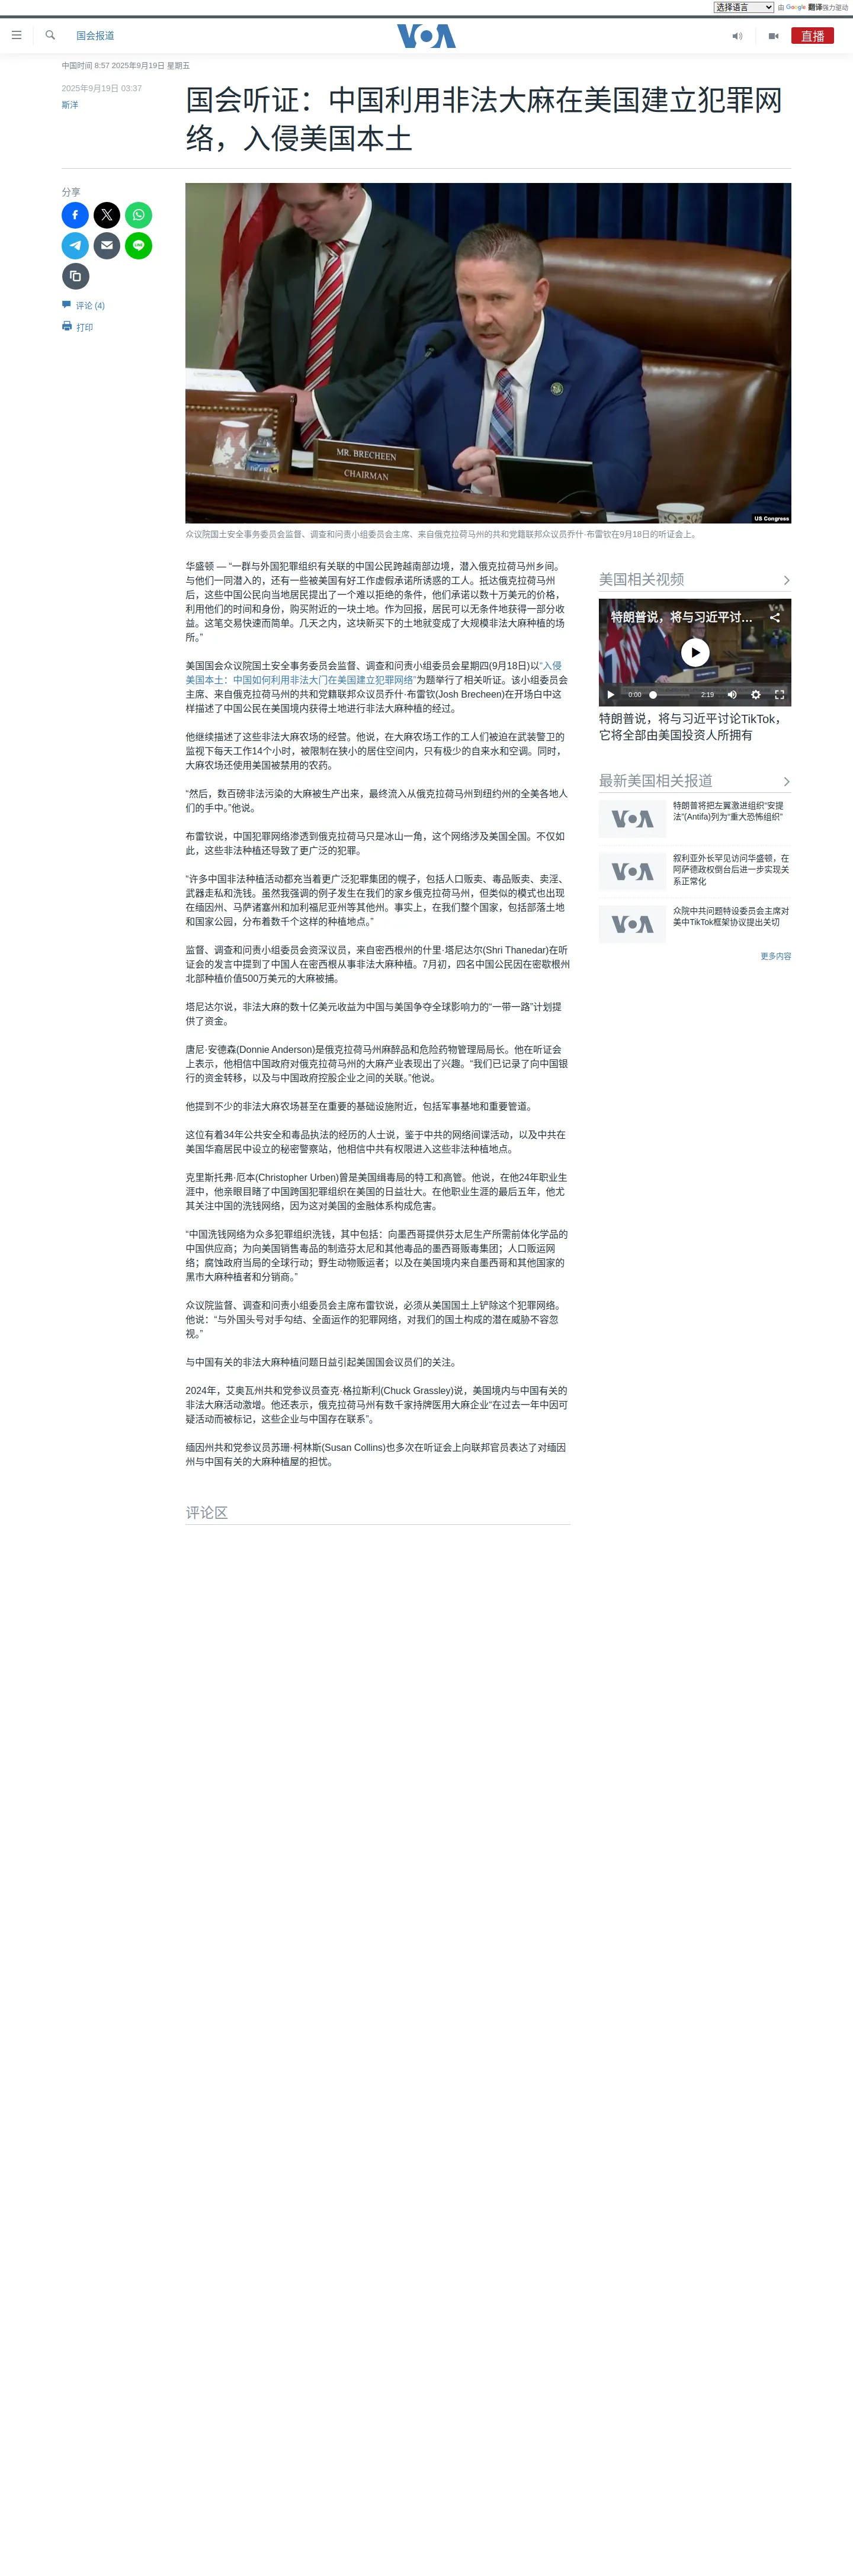 选择语言
由 Google 翻译强力驱动
国会报道
VOA
直播
中国时间 8:57 2025年9月19日 星期五
2025年9月19日 03:37
斯洋
国会听证：中国利用非法大麻在美国建立犯罪网
络，入侵美国本土
分享
评论 (4)
打印
MR. BRECHEEN
CHAIRMAN
US Congress
众议院国土安全事务委员会监督、调查和问责小组委员会主席、来自俄克拉荷马州的共和党籍联邦众议员乔什·布雷钦在9月18日的听证会上。
华盛顿 — “一群与外国犯罪组织有关联的中国公民跨越南部边境，潜入俄克拉荷马州乡间。
与他们一同潜入的，还有一些被美国有好工作虚假承诺所诱惑的工人。抵达俄克拉荷马州
后，这些中国公民向当地居民提出了一个难以拒绝的条件，他们承诺以数十万美元的价格，
利用他们的时间和身份，购买附近的一块土地。作为回报，居民可以无条件地获得一部分收
益。这笔交易快速而简单。几天之内，这块新买下的土地就变成了大规模非法大麻种植的场
所。”
美国国会众议院国土安全事务委员会监督、调查和问责小组委员会星期四(9月18日)以“入侵
美国本土：中国如何利用非法大门在美国建立犯罪网络”为题举行了相关听证。该小组委员会
主席、来自俄克拉荷马州的共和党籍联邦众议员乔什·布雷钦(Josh Brecheen)在开场白中这
样描述了中国公民在美国境内获得土地进行非法大麻种植的经过。
他继续描述了这些非法大麻农场的经营。他说，在大麻农场工作的工人们被迫在武装警卫的
监视下每天工作14个小时，被限制在狭小的居住空间内，只有极少的自来水和空调。同时，
大麻农场还使用美国被禁用的农药。
“然后，数百磅非法污染的大麻被生产出来，最终流入从俄克拉荷马州到纽约州的全美各地人
们的手中。”他说。
布雷钦说，中国犯罪网络渗透到俄克拉荷马只是冰山一角，这个网络涉及美国全国。不仅如
此，这些非法种植还导致了更广泛的犯罪。
“许多中国非法种植活动都充当着更广泛犯罪集团的幌子，包括人口贩卖、毒品贩卖、卖淫、
武器走私和洗钱。虽然我强调的例子发生在我们的家乡俄克拉荷马州，但类似的模式也出现
在缅因州、马萨诸塞州和加利福尼亚州等其他州。事实上，在我们整个国家，包括部落土地
和国家公园，分布着数千个这样的种植地点。”
监督、调查和问责小组委员会资深议员，来自密西根州的什里·塔尼达尔(Shri Thanedar)在听
证会的发言中提到了中国人在密西根从事非法大麻种植。7月初，四名中国公民因在密歇根州
北部种植价值500万美元的大麻被捕。
塔尼达尔说，非法大麻的数十亿美元收益为中国与美国争夺全球影响力的“一带一路”计划提
供了资金。
唐尼·安德森(Donnie Anderson)是俄克拉荷马州麻醉品和危险药物管理局局长。他在听证会
上表示，他相信中国政府对俄克拉荷马州的大麻产业表现出了兴趣。“我们已记录了向中国银
行的资金转移，以及与中国政府控股企业之间的关联。”他说。
他提到不少的非法大麻农场甚至在重要的基础设施附近，包括军事基地和重要管道。
这位有着34年公共安全和毒品执法的经历的人士说，鉴于中共的网络间谍活动，以及中共在
美国华裔居民中设立的秘密警察站，他相信中共有权限进入这些非法种植地点。
克里斯托弗·厄本(Christopher Urben)曾是美国缉毒局的特工和高管。他说，在他24年职业生
涯中，他亲眼目睹了中国跨国犯罪组织在美国的日益壮大。在他职业生涯的最后五年，他尤
其关注中国的洗钱网络，因为这对美国的金融体系构成危害。
“中国洗钱网络为众多犯罪组织洗钱，其中包括：向墨西哥提供芬太尼生产所需前体化学品的
中国供应商；为向美国销售毒品的制造芬太尼和其他毒品的墨西哥贩毒集团；人口贩运网
络；腐蚀政府当局的全球行动；野生动物贩运者；以及在美国境内来自墨西哥和其他国家的
黑市大麻种植者和分销商。”
众议院监督、调查和问责小组委员会主席布雷钦说，必须从美国国土上铲除这个犯罪网络。
他说：“与外国头号对手勾结、全面运作的犯罪网络，对我们的国土构成的潜在威胁不容忽
视。”
与中国有关的非法大麻种植问题日益引起美国国会议员们的关注。
2024年，艾奥瓦州共和党参议员查克·格拉斯利(Chuck Grassley)说，美国境内与中国有关的
非法大麻活动激增。他还表示，俄克拉荷马州有数千家持牌医用大麻企业“在过去一年中因可
疑活动而被标记，这些企业与中国存在联系”。
缅因州共和党参议员苏珊·柯林斯(Susan Collins)也多次在听证会上向联邦官员表达了对缅因
州与中国有关的大麻种植屋的担忧。
评论区
美国相关视频
特朗普说，将与习近平讨…
0:00
2:19
特朗普说，将与习近平讨论TikTok，
它将全部由美国投资人所拥有
最新美国相关报道
VOA
特朗普将把左翼激进组织“安提
法”(Antifa)列为“重大恐怖组织”
VOA
叙利亚外长罕见访问华盛顿，在
阿萨德政权倒台后进一步实现关
系正常化
VOA
众院中共问题特设委员会主席对
美中TikTok框架协议提出关切
更多内容